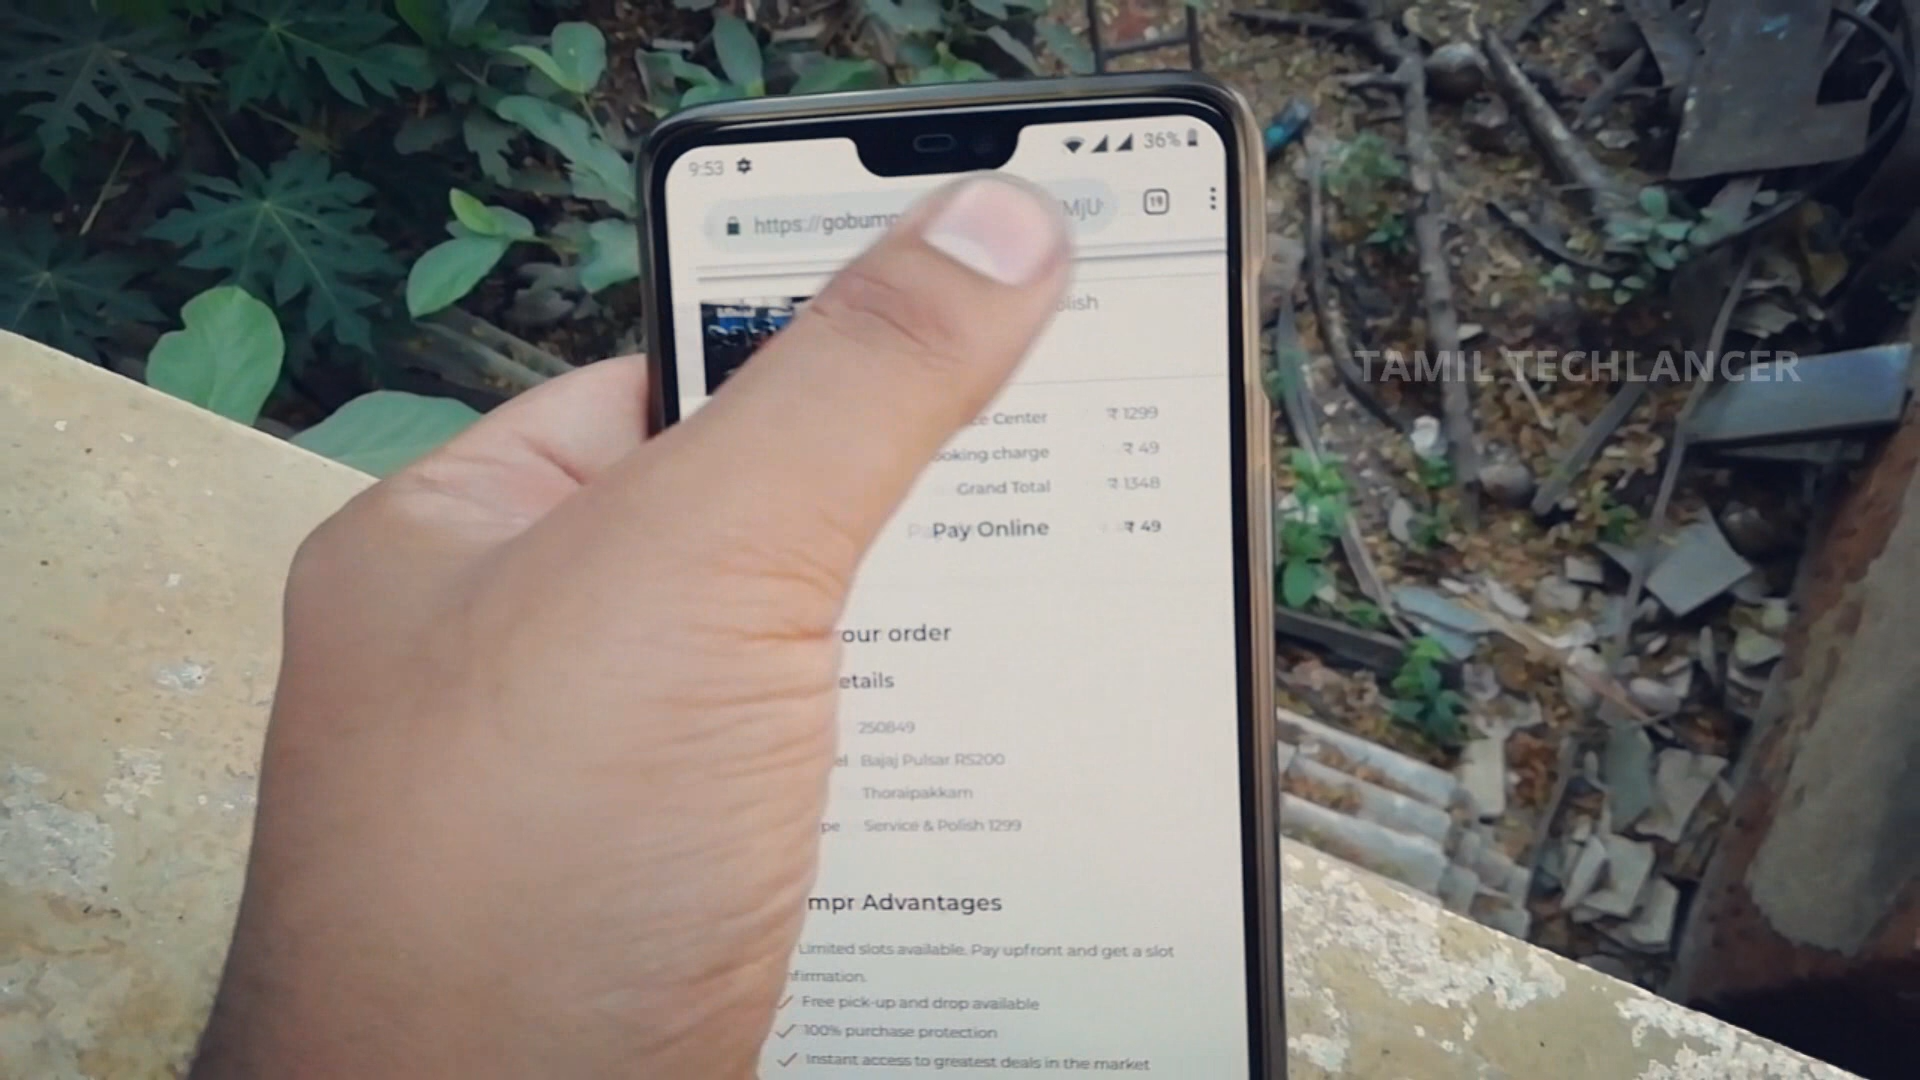 9:53 36%
https://gobump MjU
19
olish
TAMIL TECHLANCER
ce Center ₹ 1299
ooking charge ₹ 49
Grand Total ₹ 1348
Pay Online ₹ 49
our order
etails
250849
el Bajaj Pulsar RS200
Thoraipakkam
pe Service & Polish 1299
mpr Advantages
Limited slots available. Pay upfront and get a slot
nfirmation.
Free pick-up and drop available
100% purchase protection
Instant access to greatest deals in the market